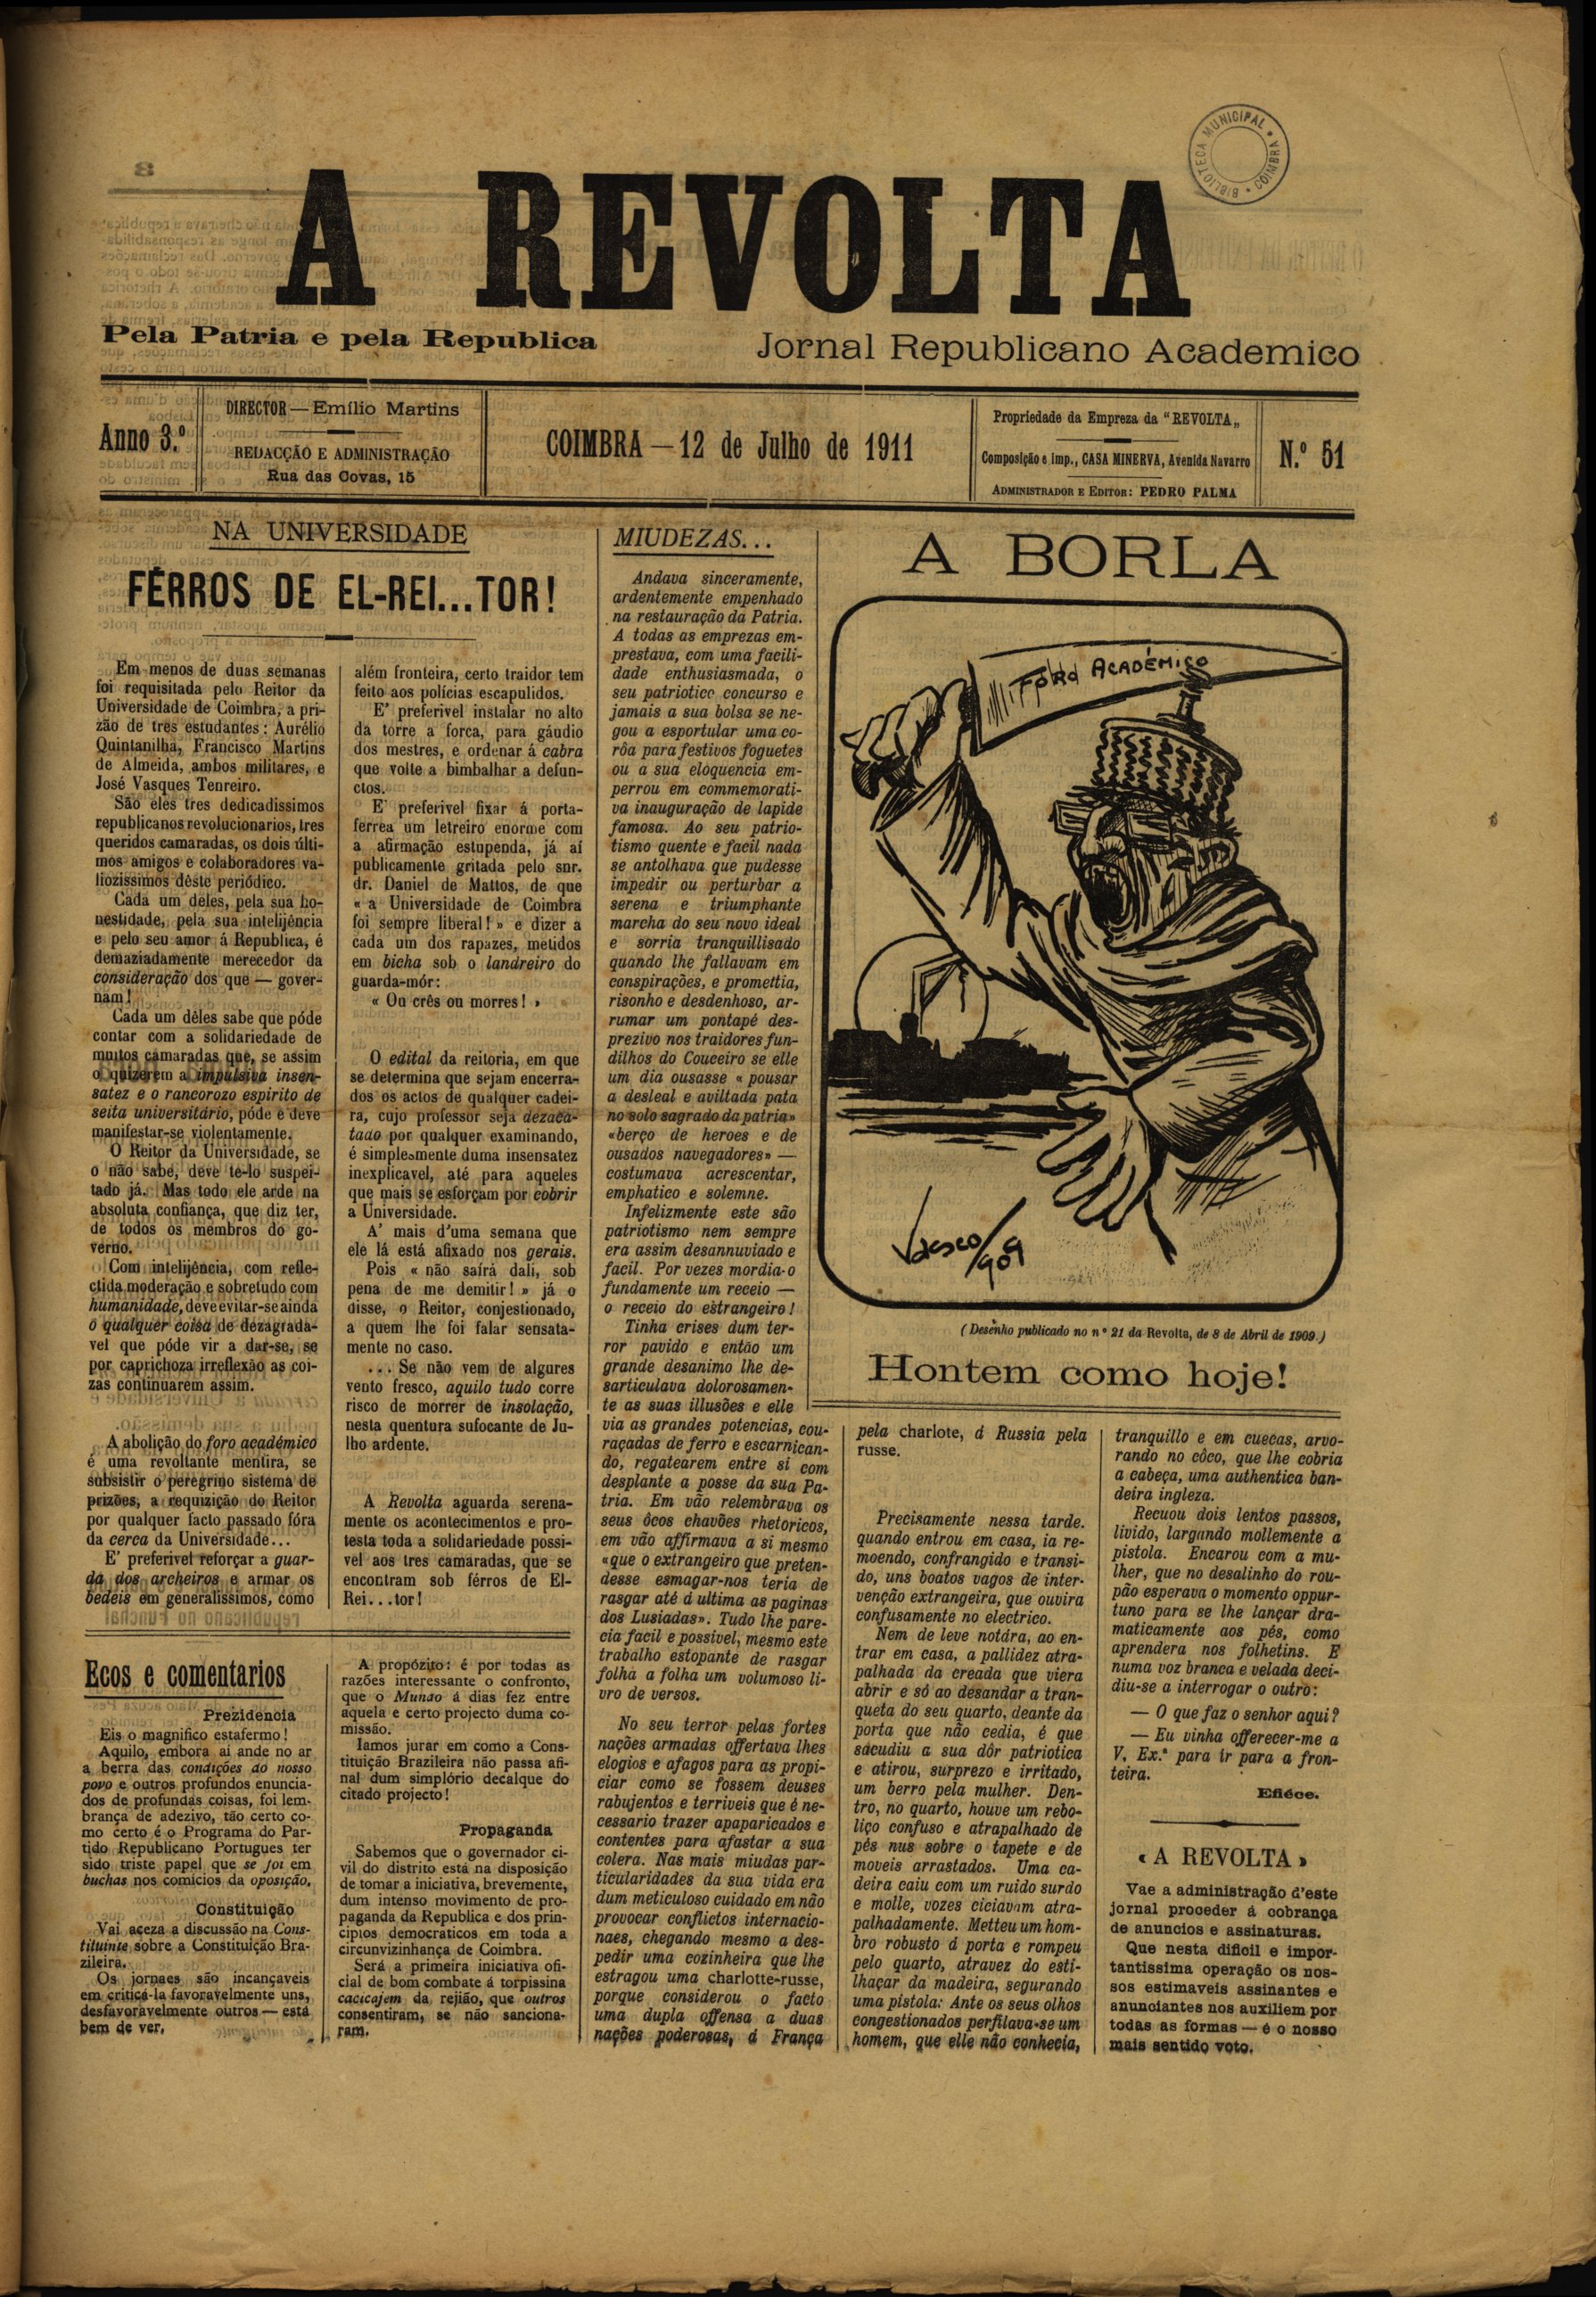 BIBLIOTECA MUNICIPAL • COIMBRA •
A REVOLTA
Pela Patria e pela Republica
Jornal Republicano Academico
Anno 3.º
DIRECTOR — Emílio Martins
REDACÇÃO E ADMINISTRAÇÃO
Rua das Covas, 15
COIMBRA — 12 de Julho de 1911
Propriedade da Empreza da "REVOLTA„
Composição e imp., CASA MINERVA, Avenida Navarro
ADMINISTRADOR E EDITOR: PEDRO PALMA
N.º 51
NA UNIVERSIDADE
FÉRROS DE EL-REI...TOR!
Em menos de duas semanas
foi requisitada pelo Reitor da
Universidade de Coimbra, a pri-
zão de tres estudantes: Aurélio
Quintanilha, Francisco Martins
de Almeida, ambos militares, e
José Vasques Tenreiro.
São eles tres dedicadissimos
republicanos revolucionarios, tres
queridos camaradas, os dois últi-
mos amigos e colaboradores va-
liozissimos déste periódico.
Cada um deles, pela sua ho-
nestidade, pela sua intelijência
e pelo seu amor á Republica, é
demaziadamente merecedor da
consideração dos que — gover-
nam!
Cada um dêles sabe que póde
contar com a solidariedade de
muitos camaradas que, se assim
o quizerem a impulsiva insen-
satez e o rancorozo espirito de
seita universitário, póde e deve
manifestar-se violentamente.
O Reitor da Universidade, se
o não sabe, deve te-lo suspei-
tado já. Mas todo ele arde na
absoluta confiança, que diz ter,
de todos os membros do go-
verno.
Com intelijência, com refle-
ctida moderação e sobretudo com
humanidade, deve evitar-se ainda
o qualquer coisa de dezagrada-
vel que póde vir a dar-se, se
por caprichoza irreflexão as coi-
zas continuarem assim.
A abolição do foro académico
é uma revoltante mentira, se
subsistir o peregrino sistema de
prizões, a requizição do Reitor
por qualquer facto passado fóra
da cerca da Universidade...
E' preferivel reforçar a guar-
da dos archeiros e armar os
bedeis em generalissimos, como
além fronteira, certo traidor tem
feito aos polícias escapulidos.
E' preferivel instalar no alto
da torre a forca, para gáudio
dos mestres, e ordenar á cabra
que volte a bimbalhar a defun-
ctos.
E' preferivel fixar á porta-
ferrea um letreiro enorme com
a afirmação estupenda, já aí
publicamente gritada pelo snr.
dr. Daniel de Mattos, de que
« a Universidade de Coimbra
foi sempre liberal! » e dizer a
cada um dos rapazes, metidos
em bicha sob o landreiro do
guarda-mór:
« Ou crês ou morres! »
O edital da reitoria, em que
se determina que sejam encerra-
dos os actos de qualquer cadei-
ra, cujo professor seja dezaca-
tado por qualquer examinando,
é simplesmente duma insensatez
inexplicavel, até para aqueles
que mais se esforçam por cobrir
a Universidade.
A' mais d'uma semana que
ele lá está afixado nos gerais.
Pois « não saírá dali, sob
pena de me demitir! » já o
disse, o Reitor, conjestionado,
a quem lhe foi falar sensata-
mente no caso.
... Se não vem de algures
vento fresco, aquilo tudo corre
risco de morrer de insolação,
nesta quentura sufocante de Ju-
lho ardente.
A Revolta aguarda serena-
mente os acontecimentos e pro-
testa toda a solidariedade possi-
vel aos tres camaradas, que se
encontram sob férros de El-
Rei...tor!
Ecos e comentarios
Prezidencia
Eis o magnifico estafermo!
Aquilo, embora aí ande no ar
a berra das condições do nosso
povo e outros profundos enuncia-
dos de profundas coisas, foi lem-
brança de adezivo, tão certo co-
mo certo é o Programa do Par-
tido Republicano Portugues ter
sido triste papel que se foi em
buchas nos comicios da oposição.
Constituição
Vai aceza a discussão na Cons-
tituinte sobre a Constituição Bra-
zileira.
Os jornaes são incançaveis
em criticá-la favoravelmente uns,
desfavoravelmente outros — está
bem de ver.
A propózito: é por todas as
razões interessante o confronto,
que o Mundo á dias fez entre
aquela e certo projecto duma co-
missão.
Iamos jurar em como a Cons-
tituição Brazileira não passa afi-
nal dum simplório decalque do
citado projecto!
Propaganda
Sabemos que o governador ci-
vil do distrito está na disposição
de tomar a iniciativa, brevemente,
dum intenso movimento de pro-
paganda da Republica e dos prin-
cipios democraticos em toda a
circunvizinhança de Coimbra.
Será a primeira iniciativa ofi-
cial de bom combate á torpissina
cacicajem da rejião, que outros
consentiram, se não sanciona-
ram.
MIUDEZAS...
Andava sinceramente,
ardentemente empenhado
na restauração da Patria.
A todas as emprezas em-
prestava, com uma facili-
dade enthusiasmada, o
seu patriotico concurso e
jamais a sua bolsa se ne-
gou a esportular uma co-
rôa para festivos foguetes
ou a sua eloquencia em-
perrou em commemorati-
va inauguração de lapide
famosa. Ao seu patrio-
tismo quente e facil nada
se antolhava que pudesse
impedir ou perturbar a
serena e triumphante
marcha do seu novo ideal
e sorria tranquillisado
quando lhe fallavam em
conspirações, e promettia,
risonho e desdenhoso, ar-
rumar um pontapé des-
prezivo nos traidores fun-
dilhos do Couceiro se elle
um dia ousasse « pousar
a desleal e aviltada pata
no solo sagrado da patria»
«berço de heroes e de
ousados navegadores» —
costumava acrescentar,
emphatico e solemne.
Infelizmente este são
patriotismo nem sempre
era assim desannuviado e
facil. Por vezes mordia-o
fundamente um receio —
o receio do estrangeiro!
Tinha crises dum ter-
ror pavido e então um
grande desanimo lhe de-
sarticulava dolorosamen-
te as suas illusões e elle
via as grandes potencias, cou-
raçadas de ferro e escarnican-
do, regatearem entre si com
desplante a posse da sua Pa-
tria. Em vão relembrava os
seus ôcos chavões rhetoricos,
em vão affirmava a si mesmo
«que o extrangeiro que preten-
desse esmagar-nos teria de
rasgar até á ultima as paginas
dos Lusiadas». Tudo lhe pare-
cia facil e possivel, mesmo este
trabalho estopante de rasgar
folha a folha um volumoso li-
vro de versos.
No seu terror pelas fortes
nações armadas offertava lhes
elogios e afagos para as propi-
ciar como se fossem deuses
rabujentos e terriveis que é ne-
cessario trazer apaparicados e
contentes para afastar a sua
colera. Nas mais miudas par-
ticularidades da sua vida era
dum meticuloso cuidado em não
provocar conflictos internacio-
naes, chegando mesmo a des-
pedir uma cozinheira que lhe
estragou uma charlotte-russe,
porque considerou o facto
uma dupla offensa a duas
nações poderosas, á França
A BORLA
FÔRO ACADÉMICO
Vasco/909
(Desenho publicado no n.º 21 da Revolta, de 8 de Abril de 1909.)
Hontem como hoje!
pela charlote, á Russia pela
russe.
Precisamente nessa tarde.
quando entrou em casa, ia re-
moendo, confrangido e transi-
do, uns boatos vagos de inter-
venção extrangeira, que ouvira
confusamente no electrico.
Nem de leve notára, ao en-
trar em casa, a pallidez atra-
palhada da creada que viera
abrir e só ao desandar a tran-
queta do seu quarto, deante da
porta que não cedia, é que
sacudiu a sua dôr patriotica
e atirou, surprezo e irritado,
um berro pela mulher. Den-
tro, no quarto, houve um rebo-
liço confuso e atrapalhado de
pés nus sobre o tapete e de
moveis arrastados. Uma ca-
deira caiu com um ruido surdo
e molle, vozes ciciavam atra-
palhadamente. Metteu um hom-
bro robusto á porta e rompeu
pelo quarto, atravez do esti-
lhaçar da madeira, segurando
uma pistola: Ante os seus olhos
congestionados perfilava-se um
homem, que elle não conhecia,
tranquillo e em cuecas, arvo-
rando no côco, que lhe cobria
a cabeça, uma authentica ban-
deira ingleza.
Recuou dois lentos passos,
livido, largando mollemente a
pistola. Encarou com a mu-
lher, que no desalinho do rou-
pão esperava o momento oppur-
tuno para se lhe lançar dra-
maticamente aos pés, como
aprendera nos folhetins. E
numa voz branca e velada deci-
diu-se a interrogar o outro:
— O que faz o senhor aqui?
— Eu vinha offerecer-me a
V. Ex.ª para ir para a fron-
teira.
Efiéce.
«A REVOLTA»
Vae a administração d'este
jornal proceder á cobrança
de anuncios e assinaturas.
Que nesta dificil e impor-
tantissima operação os nos-
sos estimaveis assinantes e
anunciantes nos auxiliem por
todas as formas — é o nosso
mais sentido voto.